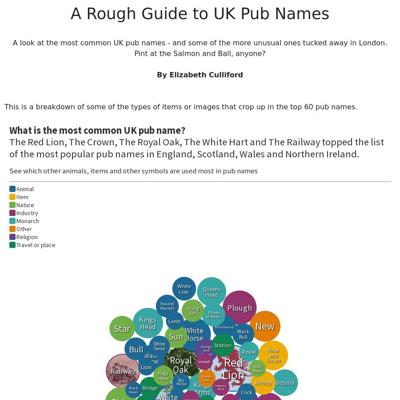 A Rough Guide to UK Pub Names
A look at the most common UK pub names - and some of the more unusual ones tucked away in London.
Pint at the Salmon and Ball, anyone?
By Elizabeth Culliford
This is a breakdown of some of the types of items or images that crop up in the top 60 pub names.
What is the most common UK pub name?
The Red Lion, The Crown, The Royal Oak, The White Hart and The Railway topped the list
of the most popular pub names in England, Scotland, Wales and Northern Ireland.
See which other animals, items and other symbols are used most in pub names
Animal
Item
Nature
Industry
Monarch
Other
Religion
Travel or place
White
Lion
Queens
Head
Plough
Kings
Head
Lamb
Star
Sun
White
Horse
Black
Bull
New
Station
Bull
White
Swan
Royal
Rose
and
Crown
Royal
Oak
Red
Lion
Railway
Lion
Anchor
Victoria
Bridge
Cock
White
Arms